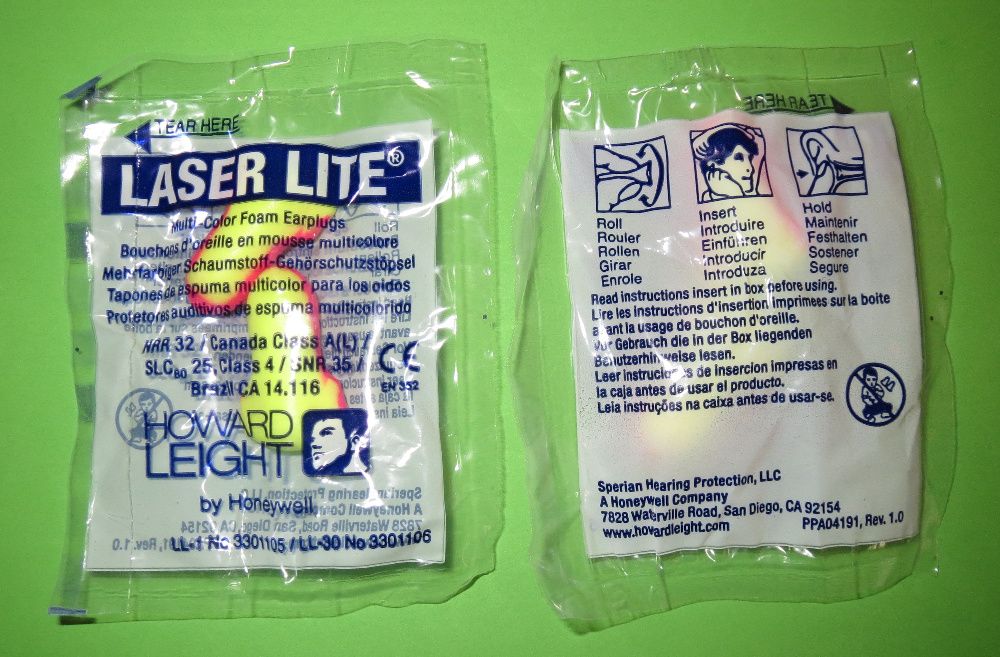 TEAR HERE
LASER LITE®
Multi-Color Foam Earplugs
Bouchons d'oreille en mousse multicolore
Mehrfarbiger Schaumstoff-Gehörschutzstöpsel
Tapones de espuma multicolor para los oidos
Protetores auditivos de espuma multicolorido
NRR 32 / Canada Class A(L) /
SLC80 25, Class 4 / SNR 35 /
Brazil CA 14.116
CE
EN 352
HOWARD
LEIGHT
by Honeywell
LL-1 No 3301105 / LL-30 No 3301106
TEAR HERE
Roll
Rouler
Rollen
Girar
Enrole
Insert
Introduire
Einführen
Introducir
Introduza
Hold
Maintenir
Festhalten
Sostener
Segure
Read instructions insert in box before using.
Lire les instructions d'insertion imprimees sur la boite
avant la usage de bouchon d'oreille.
Vor Gebrauch die in der Box liegenden
Benutzerhinweise lesen.
Leer instrucciones de insercion impresas en
la caja antes de usar el producto.
Leia instruções na caixa antes de usar-se.
Sperian Hearing Protection, LLC
A Honeywell Company
7828 Waterville Road, San Diego, CA 92154
www.howardleight.com
PPA04191, Rev. 1.0